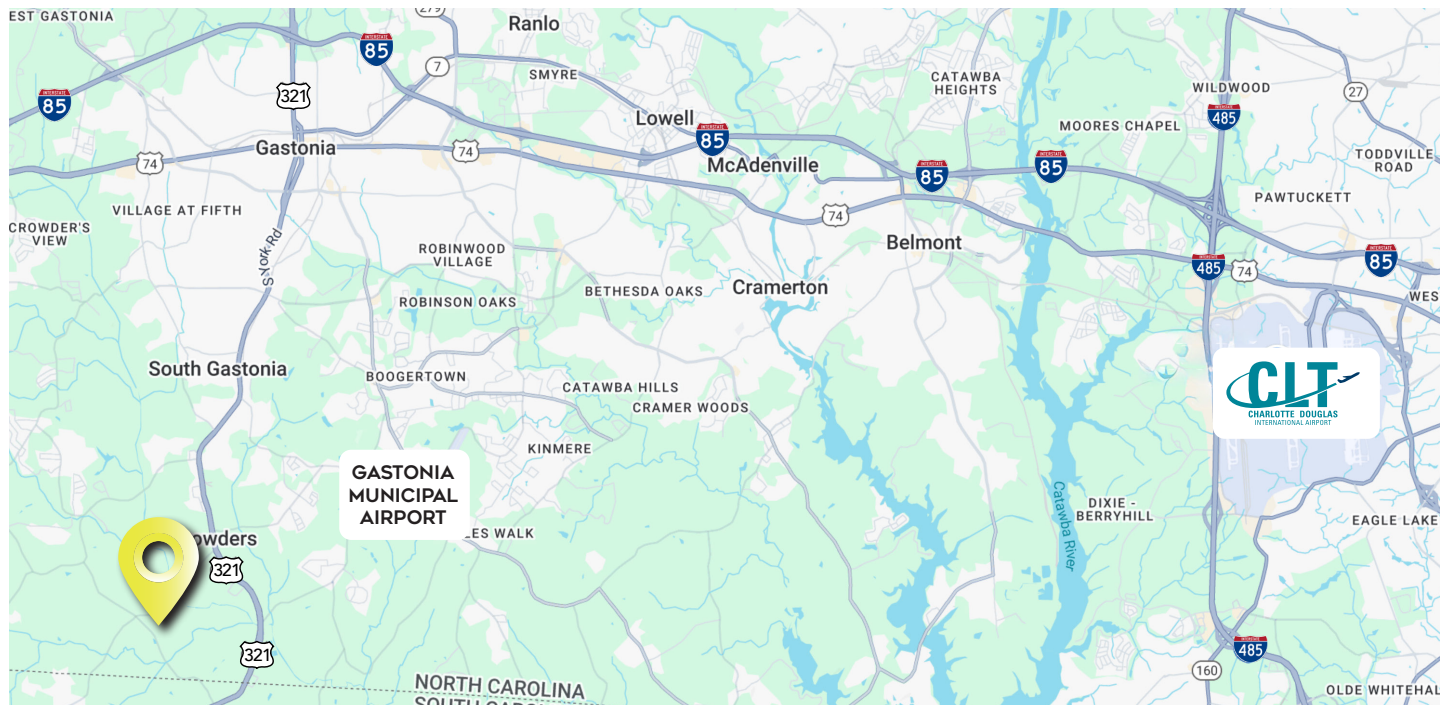 EST GASTONIA
279
Ranlo
85
7
SMYRE
CATAWBA
HEIGHTS
WILDWOOD
27
85
321
Lowell
485
MOORES CHAPEL
85
McAdenville
85
85
TODDVILLE
ROAD
74
Gastonia
74
PAWTUCKETT
VILLAGE AT FIFTH
74
CROWDER'S
VIEW
S York Rd
ROBINWOOD
VILLAGE
Belmont
485
74
85
ROBINSON OAKS
BETHESDA OAKS
Cramerton
WES
South Gastonia
BOOGERTOWN
CATAWBA HILLS
CRAMER WOODS
CLT
CHARLOTTE DOUGLAS
INTERNATIONAL AIRPORT
KINMERE
GASTONIA
MUNICIPAL
AIRPORT
Catawba River
DIXIE -
BERRYHILL
EAGLE LAKE
LES WALK
owders
321
321
485
160
NORTH CAROLINA
SOUTH CAROL
OLDE WHITEHAL